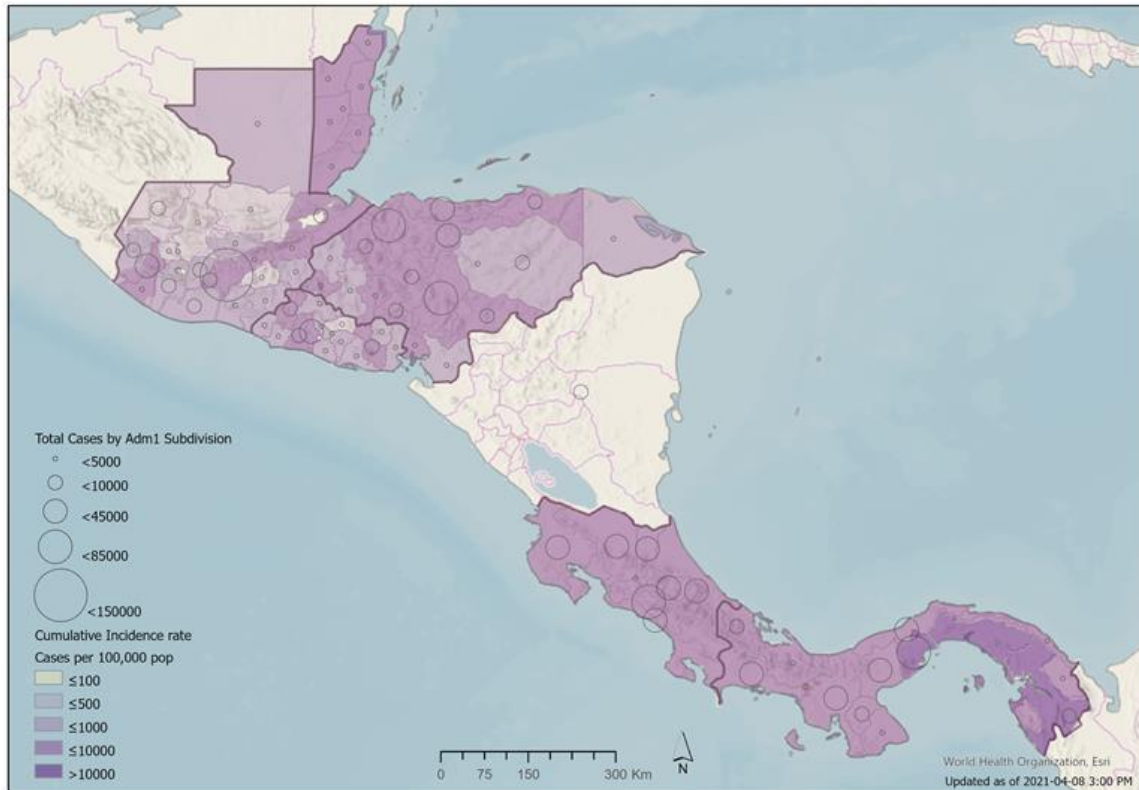 Total Cases by Adm1 Subdivision
<5000
<10000
<45000
<85000
<150000
Cumulative Incidence rate
Cases per 100,000 pop
≤100
≤500
≤1000
≤10000
>10000
0 75 150 300 Km
N
World Health Organization, Esri
Updated as of 2021-04-08 3:00 PM